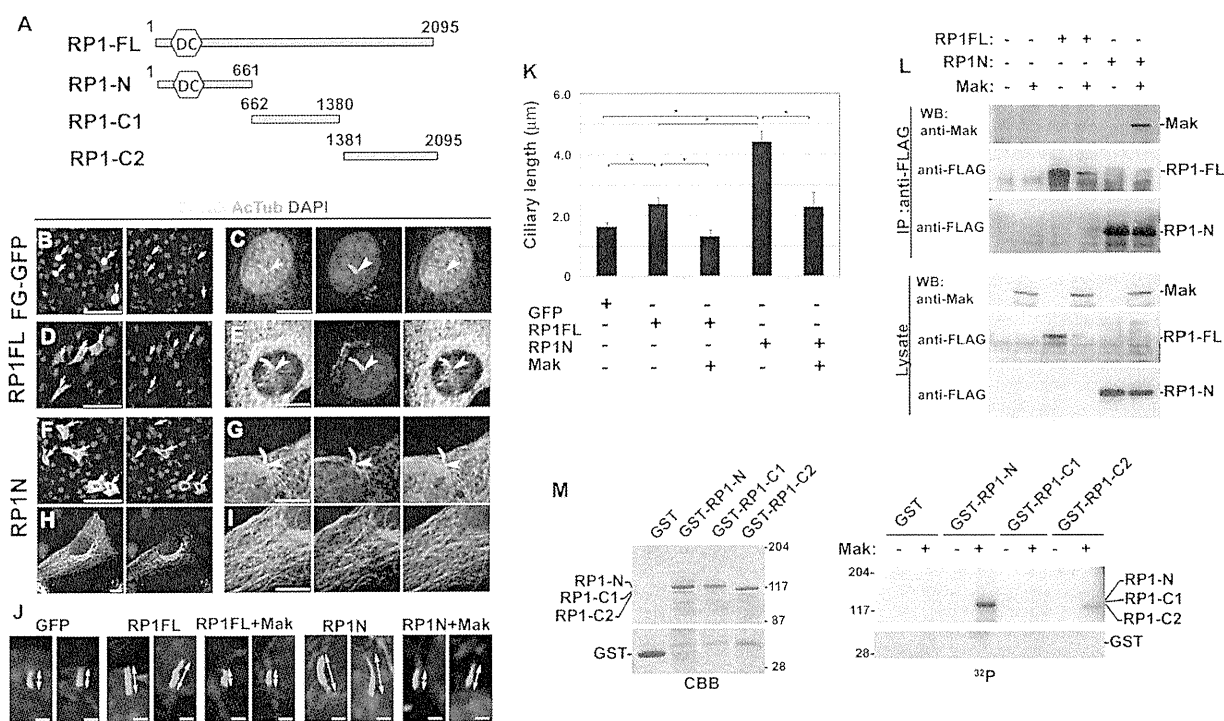 A
RP1-FL 1 DC 2095
RP1-N 1 DC 661
RP1-C1 662 1380
RP1-C2 1381 2095
AcTub DAPI
FG-GFP
B
C
RP1FL
D
E
RP1N
F
G
H
I
J
GFP RP1FL RP1FL+Mak RP1N RP1N+Mak
K
Ciliary length (μm)
6.0
4.0
2.0
0
* * * * *
GFP + - - - -
RP1FL - + + - -
RP1N - - - + +
Mak - - + - +
L
RP1FL: - - + + - -
RP1N: - - - - + +
Mak: - + - + - +
IP :anti-FLAG
WB: anti-Mak -Mak
anti-FLAG -RP1-FL
anti-FLAG -RP1-N
Lysate
WB: anti-Mak -Mak
anti-FLAG -RP1-FL
anti-FLAG -RP1-N
M
GST GST-RP1-N GST-RP1-C1 GST-RP1-C2
-204
RP1-N
RP1-C1
RP1-C2
-117
-87
GST-
-28
CBB
GST GST-RP1-N GST-RP1-C1 GST-RP1-C2
Mak: - + - + - + - +
204-
117-
RP1-N
RP1-C1
RP1-C2
-GST
28-
³²P